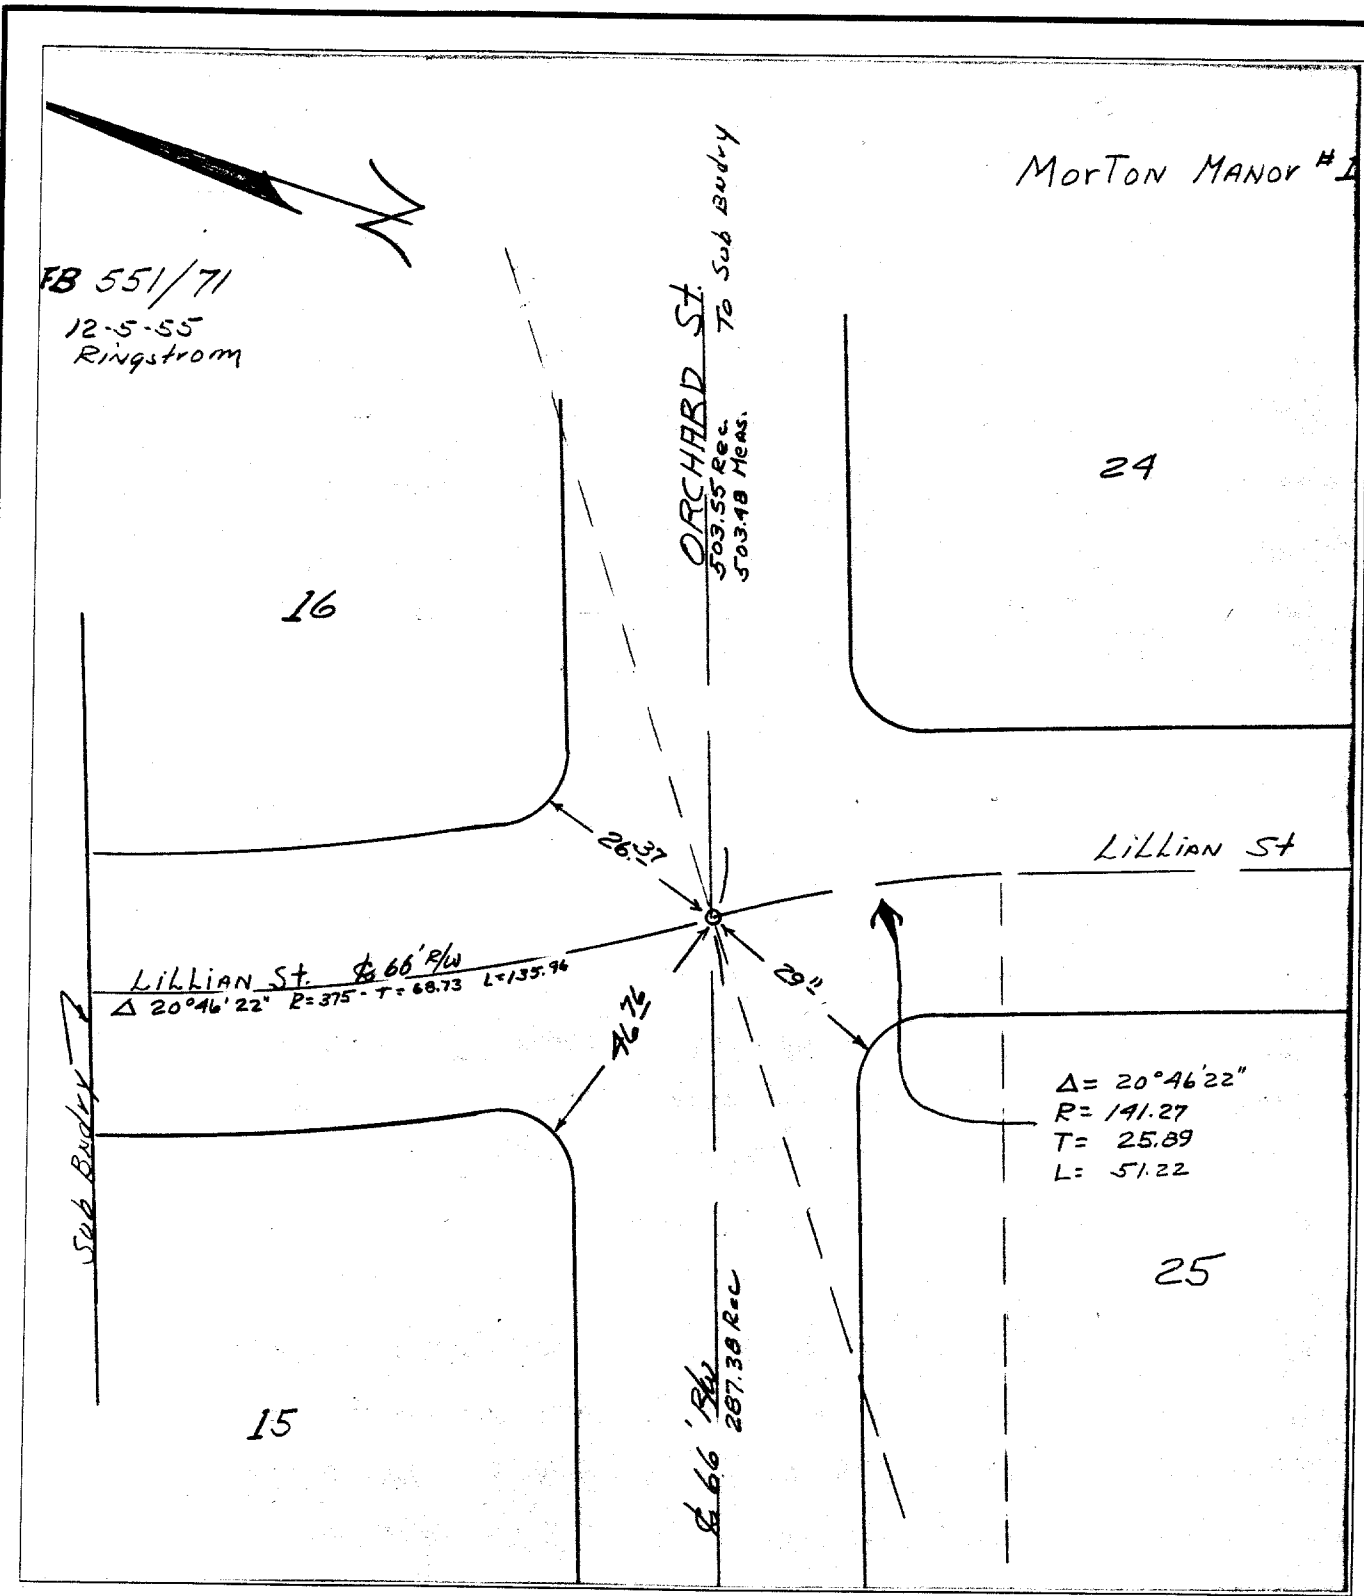 MorTon Manor #1
FB 551/71
12-5-55
Ringstrom
ORCHARD St.
To Sub Bndry
503.55 Rec.
503.48 Meas.
16
24
26.37
LiLLiAN St
LiLLiAN St. ℄ 66' R/W
Δ 20°46'22" R=375 - T=68.73 L=135.96
29.11
46.76
Sub Bndry
Δ= 20°46'22"
R= 141.27
T= 25.89
L= 51.22
25
15
℄ 66' R/W
287.38 Rec